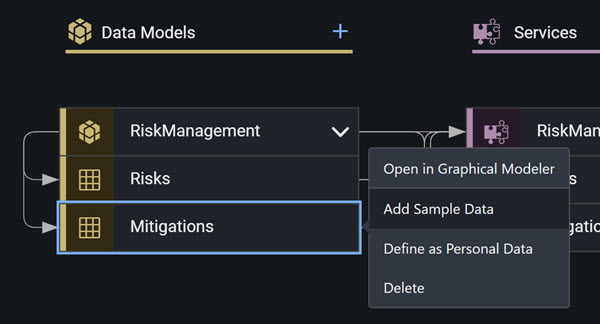 Data Models
Services
RiskManagement
RiskMan
Risks
s
Mitigations
gatio
Open in Graphical Modeler
Add Sample Data
Define as Personal Data
Delete